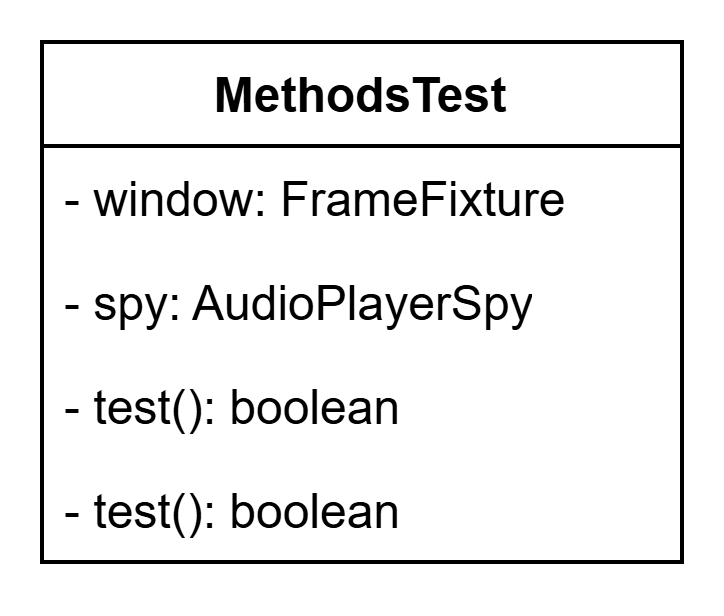 MethodsTest
- window: FrameFixture
- spy: AudioPlayerSpy
- test(): boolean
- test(): boolean